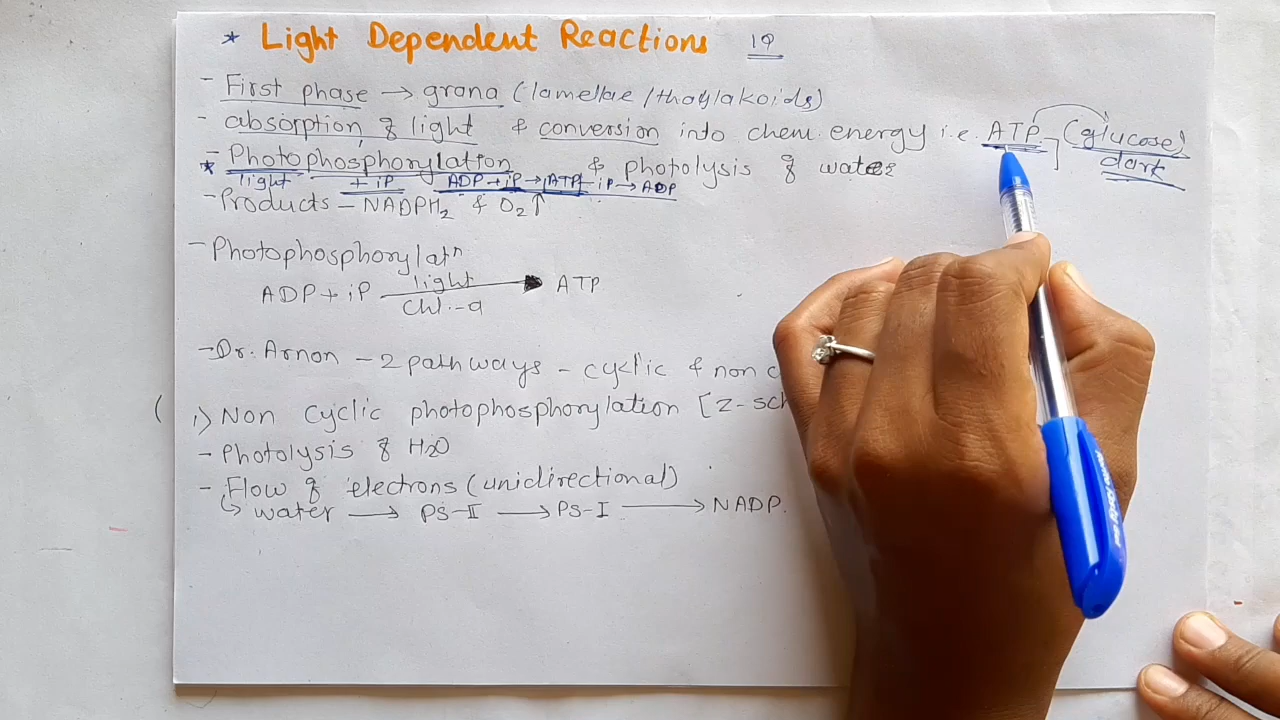 * Light Dependent Reactions 1Q
- First phase → grana (lamellae/thaylakoids)
- absorption of light & conversion into chem. energy i.e. ATP (glucose)
dark
* - Photophosphorylation & photolysis of water
light + iP ADP + iP → ATP - iP → ADP
- Products - NADPH₂ & O₂↑
- Photophosphorylatⁿ
ADP + iP light → ATP
Chl.-a
- Dr. Arnon - 2 pathways - cyclic & non
1) Non cyclic photophosphorylation [Z-
- Photolysis of H₂O
- Flow of electrons (unidirectional)
↳ water → PS-II → PS-I → NADP.